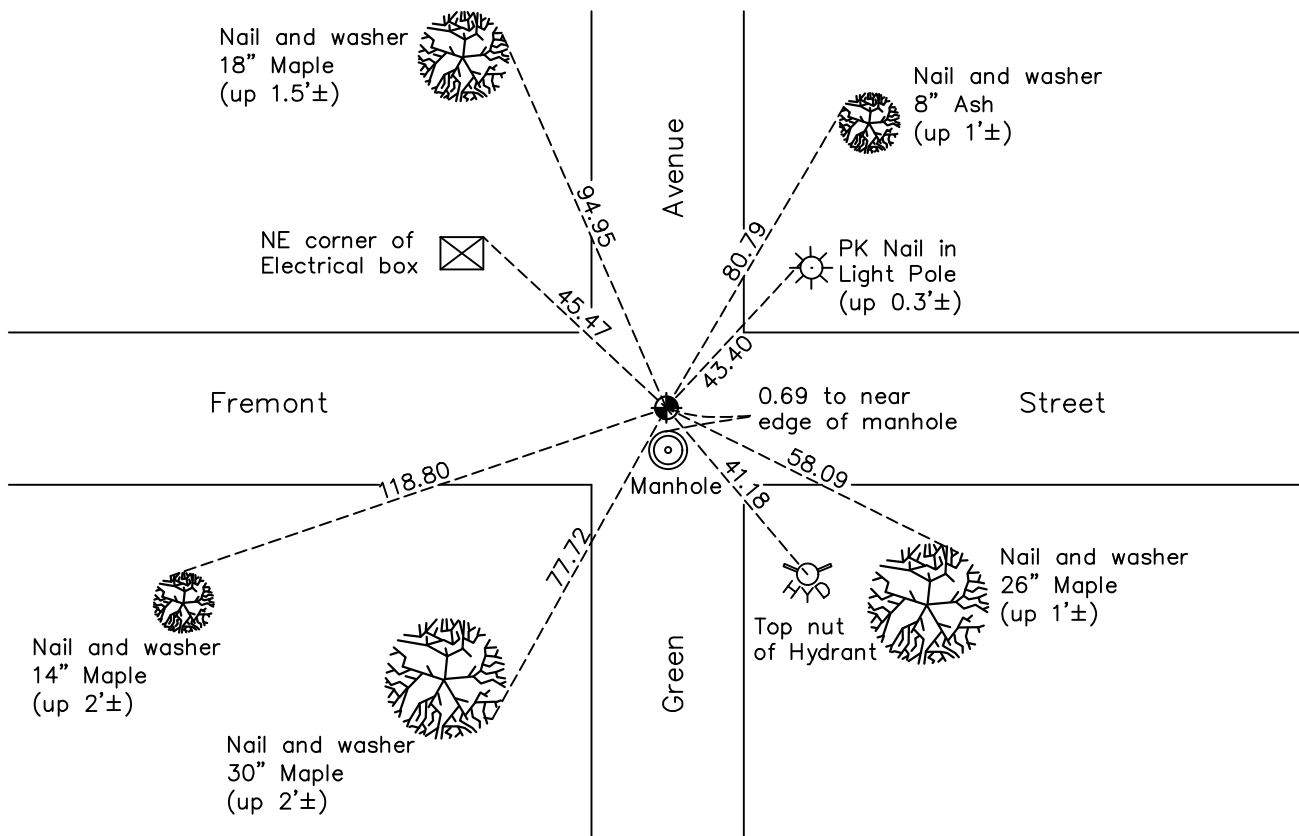 Nail and washer
18” Maple
(up 1.5'±)
Nail and washer
8” Ash
(up 1'±)
Avenue
94.95
80.79
NE corner of
Electrical box
45.47
PK Nail in
Light Pole
(up 0.3'±)
43.40
Fremont
Street
0.69 to near
edge of manhole
118.80
Manhole
41.18
58.09
77.72
HYD
Nail and washer
26” Maple
(up 1'±)
Top nut
of Hydrant
Green
Nail and washer
14” Maple
(up 2'±)
Nail and washer
30” Maple
(up 2'±)